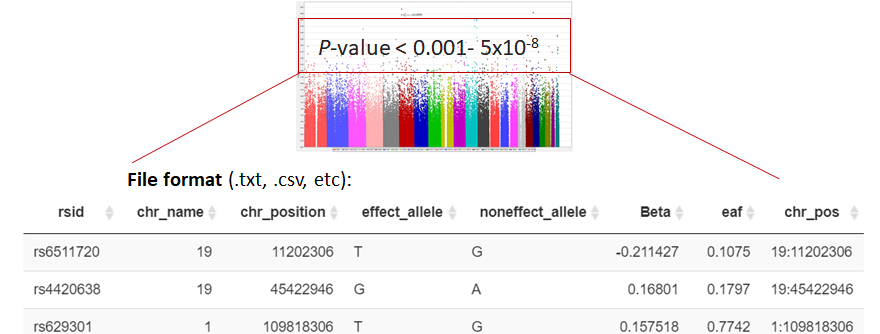 P-value < 0.001- 5x10-8
File format (.txt, .csv, etc):
rsid chr_name chr_position effect_allele noneffect_allele Beta eaf chr_pos
rs6511720 19 11202306 T G -0.211427 0.1075 19:11202306
rs4420638 19 45422946 G A 0.16801 0.1797 19:45422946
rs629301 1 109818306 T G 0.157518 0.7742 1:109818306